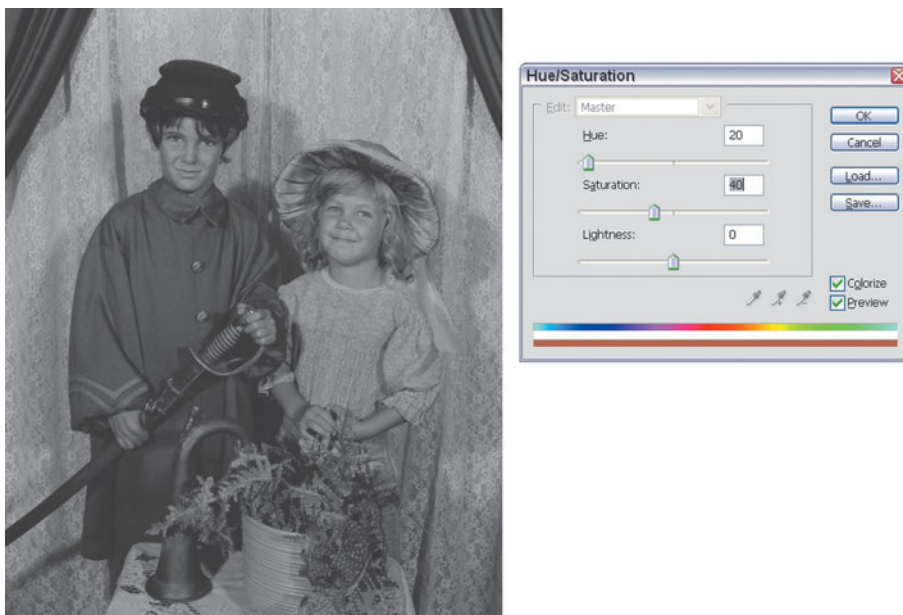 Hue/Saturation
Edit: Master
Hue: 20
Saturation: 40
Lightness: 0
OK
Cancel
Load...
Save...
Colorize
Preview